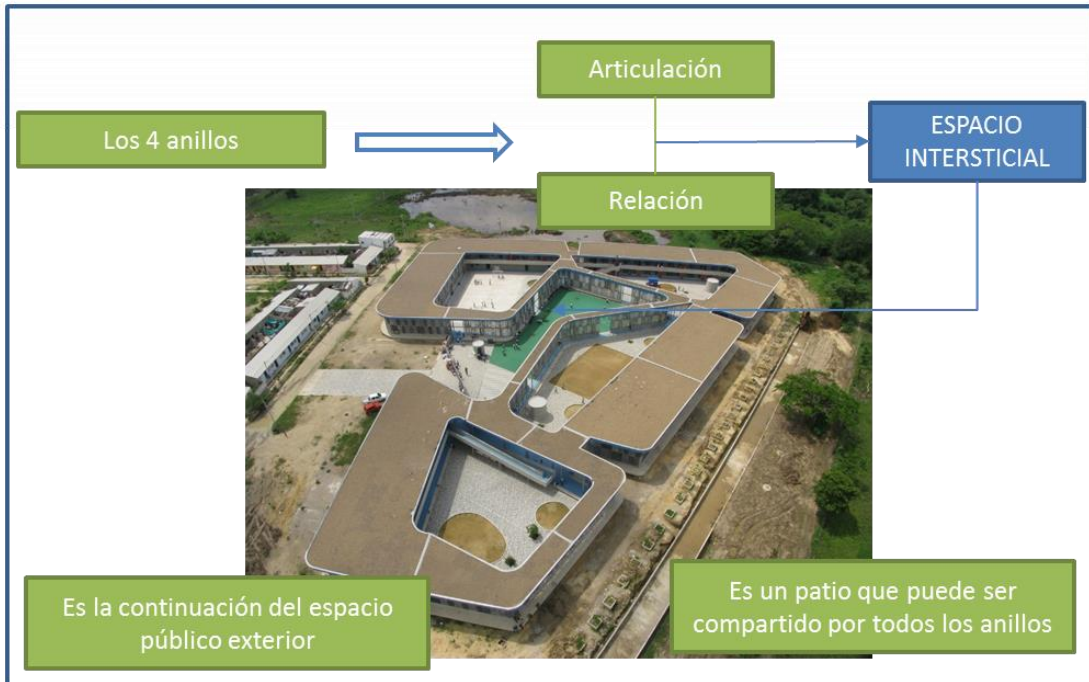 Articulación
Los 4 anillos
ESPACIO
INTERSTICIAL
Relación
Es la continuación del espacio
público exterior
Es un patio que puede ser
compartido por todos los anillos